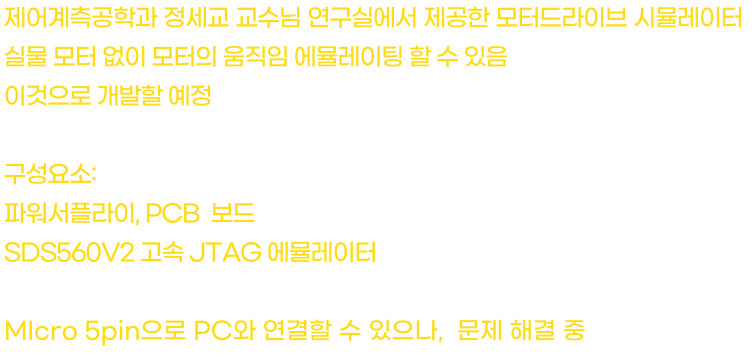 제어계측공학과 정세교 교수님 연구실에서 제공한 모터드라이브 시뮬레이터
실물 모터 없이 모터의 움직임 에뮬레이팅 할 수 있음
이것으로 개발할 예정
구성요소:
파워서플라이, PCB 보드
SDS560V2 고속 JTAG 에뮬레이터
MIcro 5pin으로 PC와 연결할 수 있으나, 문제 해결 중